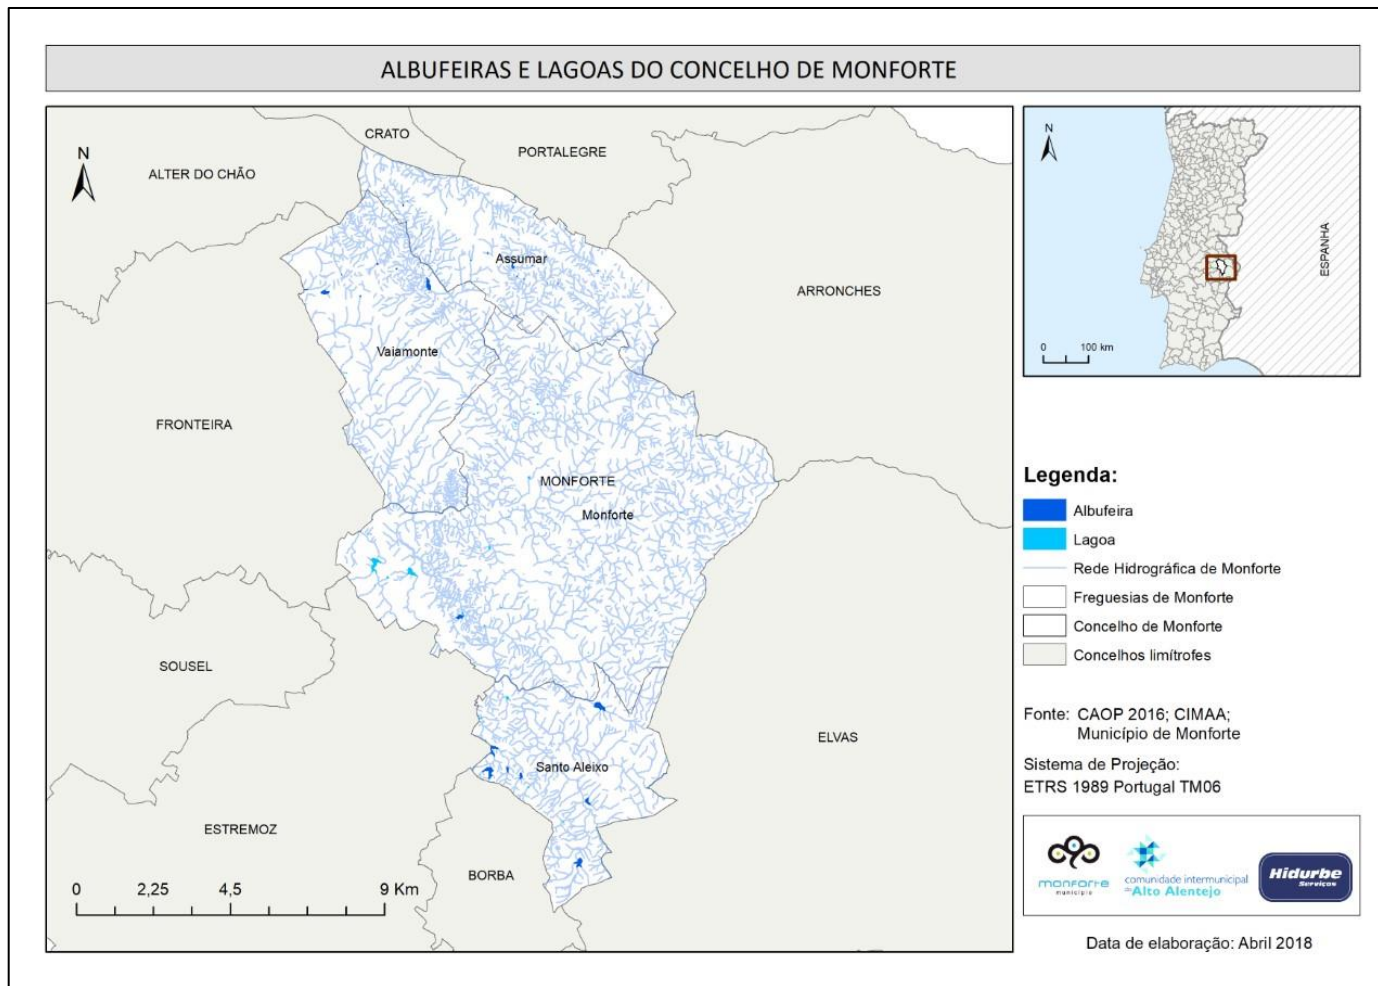 ALBUFEIRAS E LAGOAS DO CONCELHO DE MONFORTE
N
CRATO
PORTALEGRE
ALTER DO CHÃO
Assumar
ARRONCHES
Vaiamonte
FRONTEIRA
MONFORTE
Monforte
SOUSEL
ELVAS
Santo Aleixo
ESTREMOZ
BORBA
0 2,25 4,5 9 Km
N
ESPANHA
0 100 km
Legenda:
Albufeira
Lagoa
Rede Hidrográfica de Monforte
Freguesias de Monforte
Concelho de Monforte
Concelhos limítrofes
Fonte: CAOP 2016; CIMAA;
Município de Monforte
Sistema de Projeção:
ETRS 1989 Portugal TM06
monforte
município
comunidade intermunicipal
do Alto Alentejo
Hidurbe
Serviços
Data de elaboração: Abril 2018